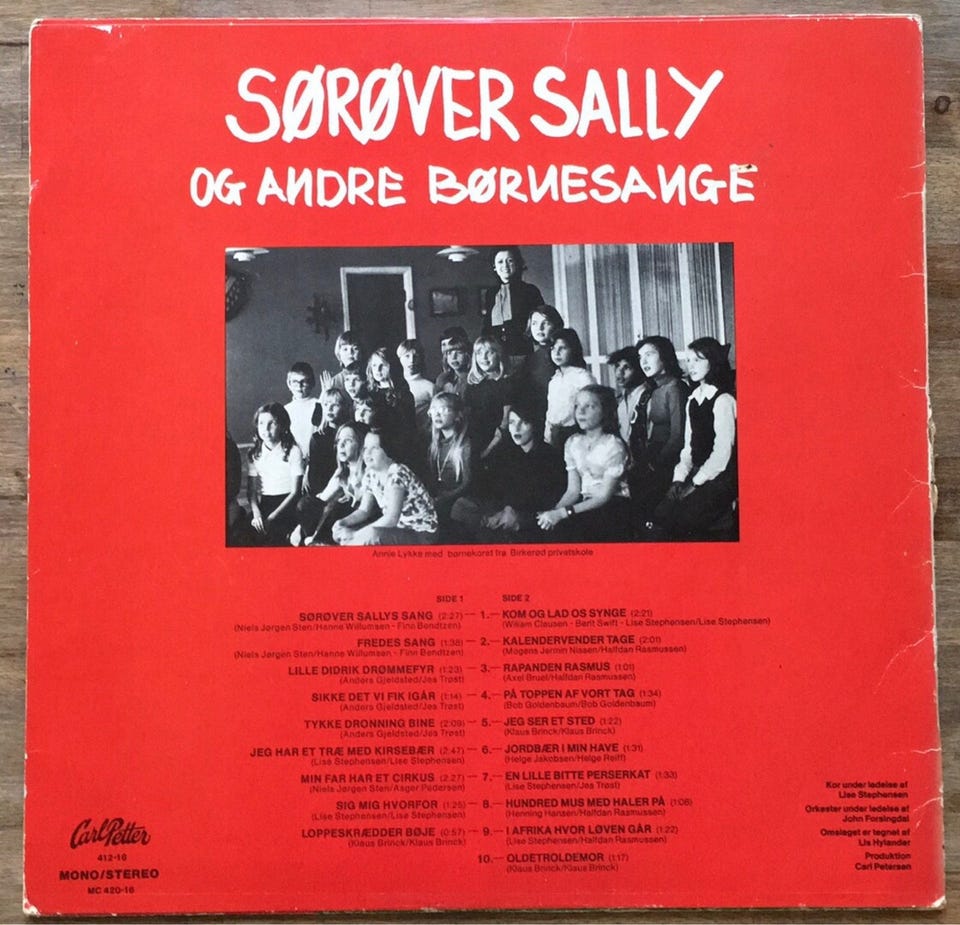 SØRØVER SALLY
OG ANDRE BØRNESANGE
Annie Lykke med børnekoret fra Birkerød privatskole
SIDE 1
SØRØVER SALLYS SANG (2:27) — 1.
(Niels Jørgen Sten/Hanne Willumsen - Finn Bendtzen)
FREDES SANG (1:38) — 2.
(Niels Jørgen Sten/Hanne Willumsen - Finn Bendtzen)
LILLE DIDRIK DRØMMEFYR (1:23) — 3.
(Anders Gjeldsted/Jes Trøst)
SIKKE DET VI FIK IGÅR (1:14) — 4.
(Anders Gjeldsted/Jes Trøst)
TYKKE DRONNING BINE (2:09) — 5.
(Anders Gjeldsted/Jes Trøst)
JEG HAR ET TRÆ MED KIRSEBÆR (2:47) — 6.
(Lise Stephensen/Lise Stephensen)
MIN FAR HAR ET CIRKUS (2:27) — 7.
(Niels Jørgen Sten/Asger Pedersen)
SIG MIG HVORFOR (1:25) — 8.
(Lise Stephensen/Lise Stephensen)
LOPPESKRÆDDER BØJE (0:57) — 9.
(Klaus Brinck/Klaus Brinck)
10.
SIDE 2
— KOM OG LAD OS SYNGE (2:21)
(Wiliam Clausen - Berit Swift - Lise Stephensen/Lise Stephensen)
— KALENDERVENDER TAGE (2:01)
(Mogens Jermin Nissen/Halfdan Rasmussen)
— RAPANDEN RASMUS (1:01)
(Axel Bruel/Halfdan Rasmussen)
— PÅ TOPPEN AF VORT TAG (1:34)
(Bob Goldenbaum/Bob Goldenbaum)
— JEG SER ET STED (1:22)
(Klaus Brinck/Klaus Brinck)
— JORDBÆR I MIN HAVE (1:31)
(Helge Jakobsen/Helge Reiff)
— EN LILLE BITTE PERSERKAT (1:33)
(Lise Stephensen/Jes Trøst)
— HUNDRED MUS MED HALER PÅ (1:08)
(Henning Hansen/Halfdan Rasmussen)
— I AFRIKA HVOR LØVEN GÅR (1:22)
(Lise Stephensen/Halfdan Rasmussen)
— OLDETROLDEMOR (1:17)
(Klaus Brinck/Klaus Brinck)
Kor under ledelse af
Lise Stephensen
Orkester under ledelse af
John Forsingdal
Omslaget er tegnet af
Lis Hylander
Produktion
Carl Petersen
Carl Petter
412-16
MONO/STEREO
MC 420-16